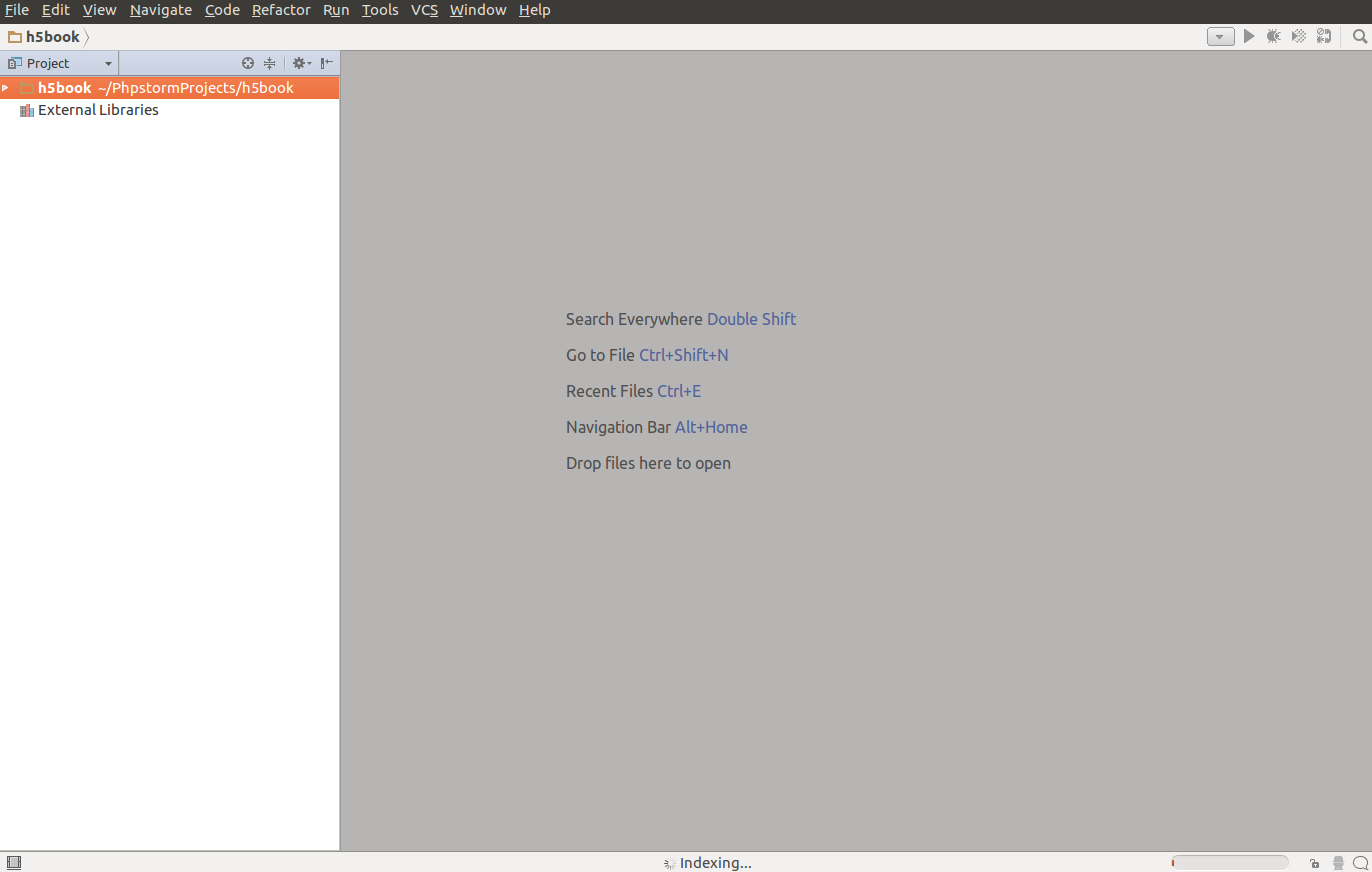 File Edit View Navigate Code Refactor Run Tools VCS Window Help
h5book
Project
h5book ~/PhpstormProjects/h5book
External Libraries
Search Everywhere Double Shift
Go to File Ctrl+Shift+N
Recent Files Ctrl+E
Navigation Bar Alt+Home
Drop files here to open
Indexing...